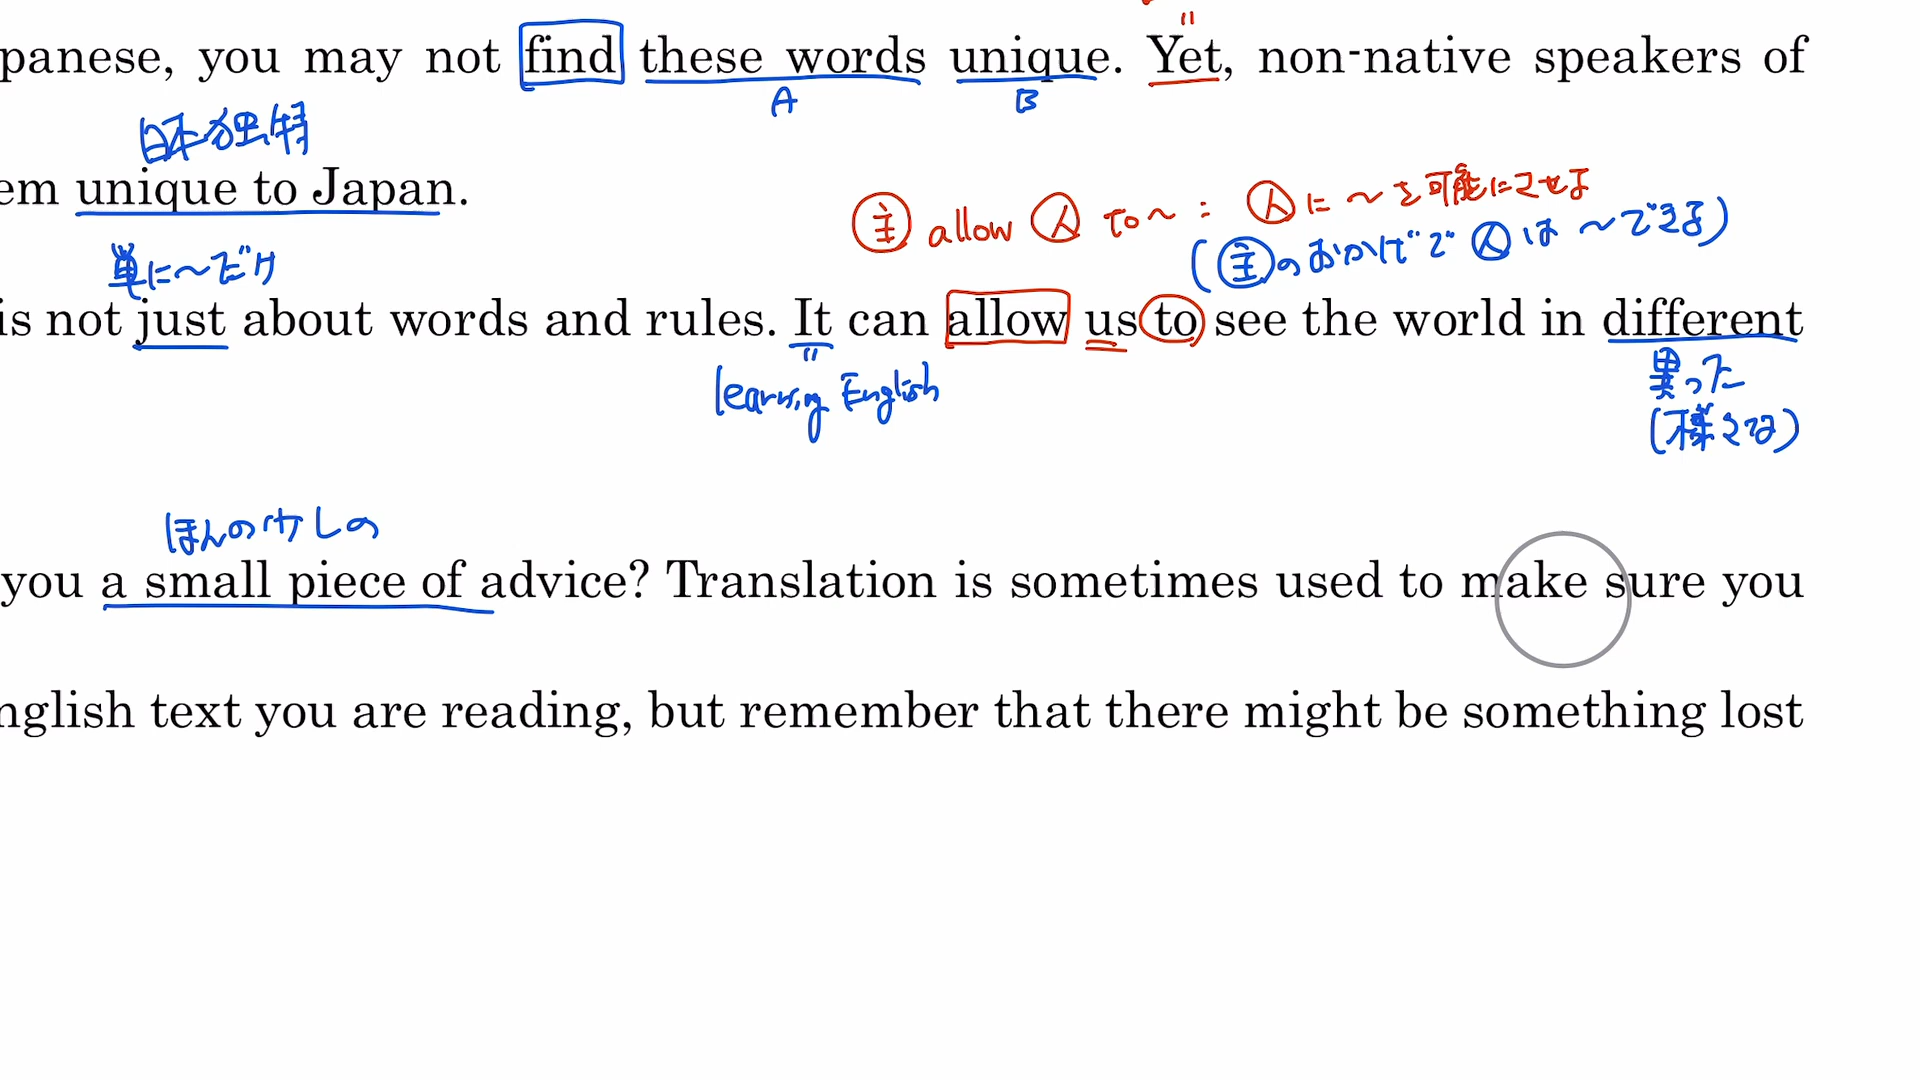 panese, you may not find these words unique. Yet, non-native speakers of
A B
日本独特
em unique to Japan.
主 allow 人 to~ : 人に~を可能にさせる
(主のおかげで人は~できる)
単に~だけ
is not just about words and rules. It can allow us to see the world in different
learning English
異った
(様々な)
ほんの少しの
you a small piece of advice? Translation is sometimes used to make sure you
nglish text you are reading, but remember that there might be something lost